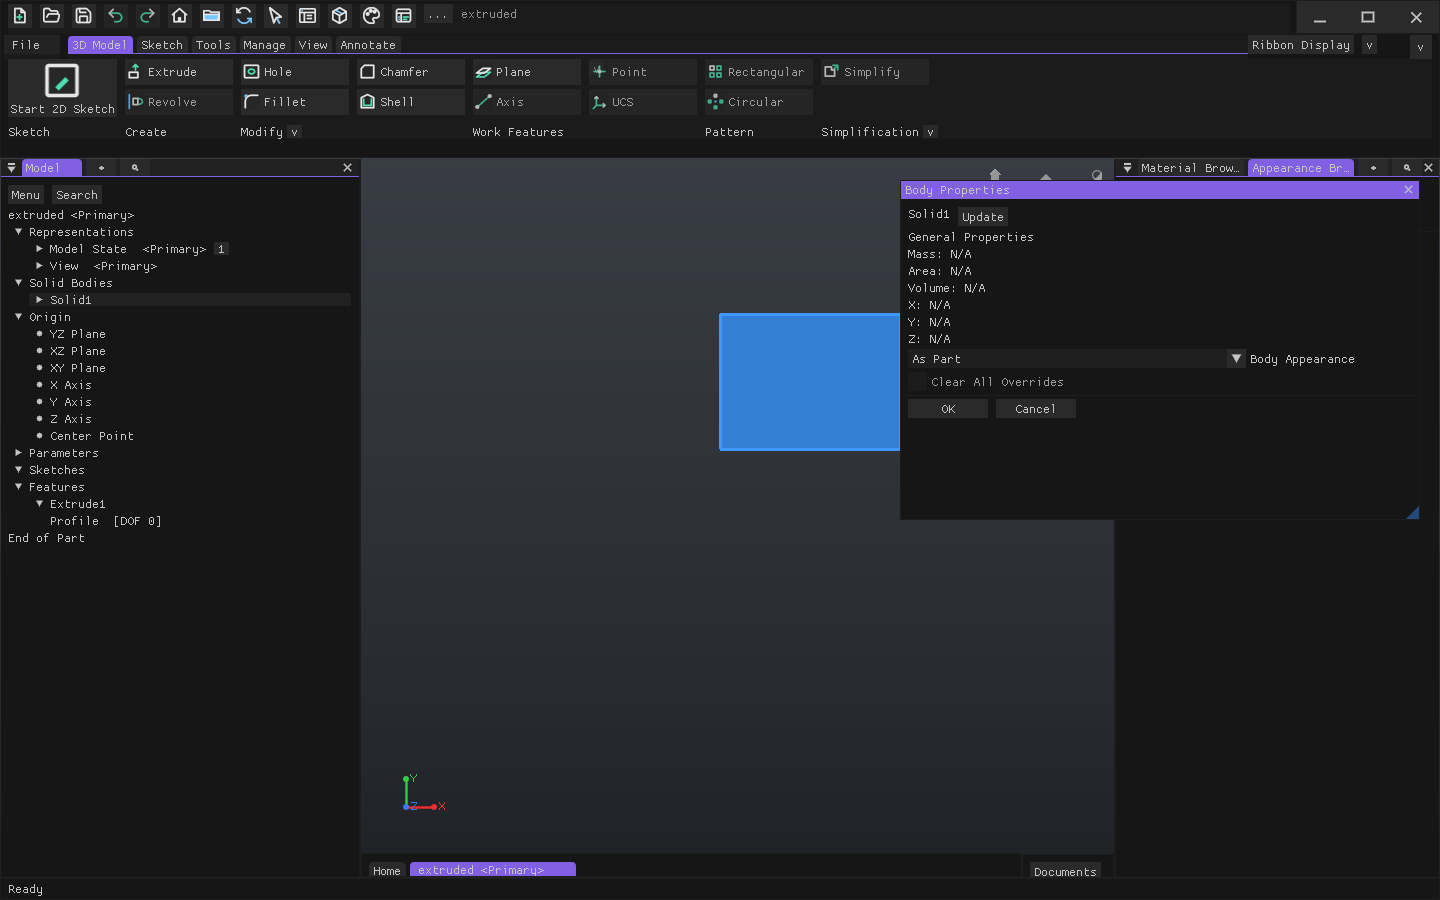 ... extruded
File 3D Model Sketch Tools Manage View Annotate Ribbon Display v v
Start 2D Sketch
Extrude Hole Chamfer Plane Point Rectangular Simplify
Revolve Fillet Shell Axis UCS Circular
Sketch Create Modify v Work Features Pattern Simplification v
Model
Menu Search
extruded <Primary>
Representations
Model State <Primary> 1
View <Primary>
Solid Bodies
Solid1
Origin
YZ Plane
XZ Plane
XY Plane
X Axis
Y Axis
Z Axis
Center Point
Parameters
Sketches
Features
Extrude1
Profile [DOF 0]
End of Part
Y
Z X
Material Brow… Appearance Br…
Body Properties
Solid1 Update
General Properties
Mass: N/A
Area: N/A
Volume: N/A
X: N/A
Y: N/A
Z: N/A
As Part Body Appearance
Clear All Overrides
OK Cancel
Home extruded <Primary> Documents
Ready